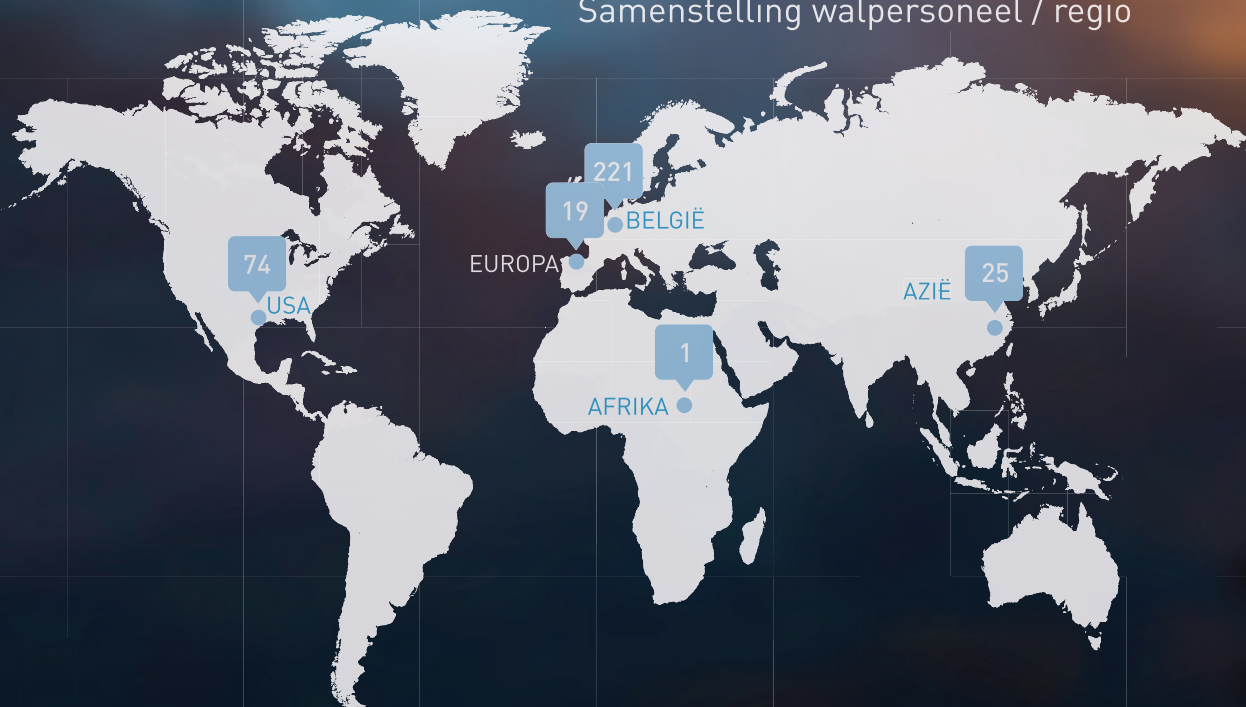 Samenstelling walpersoneel / regio
221
19
BELGIË
EUROPA
74
USA
25
AZIË
1
AFRIKA